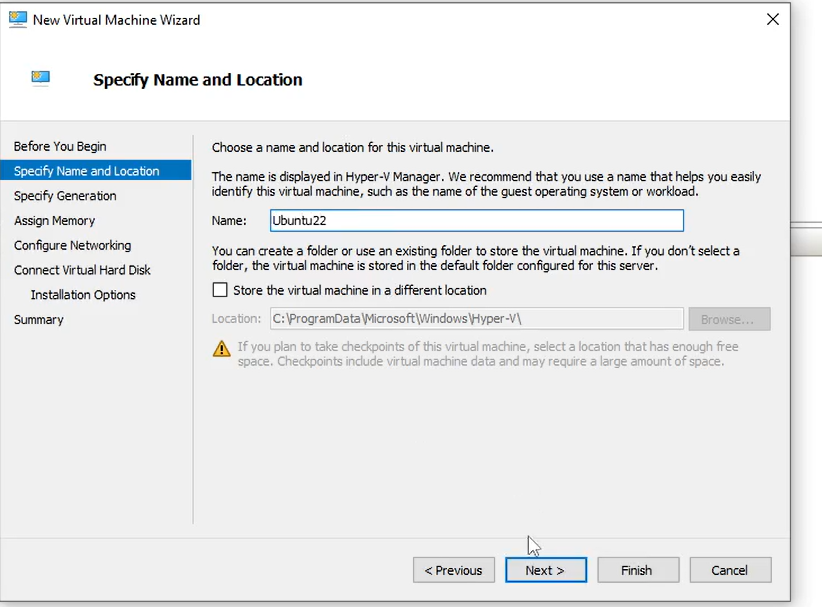 New Virtual Machine Wizard
Specify Name and Location
Before You Begin
Specify Name and Location
Specify Generation
Assign Memory
Configure Networking
Connect Virtual Hard Disk
Installation Options
Summary
Choose a name and location for this virtual machine.
The name is displayed in Hyper-V Manager. We recommend that you use a name that helps you easily
identify this virtual machine, such as the name of the guest operating system or workload.
Name: Ubuntu22
You can create a folder or use an existing folder to store the virtual machine. If you don't select a
folder, the virtual machine is stored in the default folder configured for this server.
Store the virtual machine in a different location
Location: C:\ProgramData\Microsoft\Windows\Hyper-V\ Browse...
If you plan to take checkpoints of this virtual machine, select a location that has enough free
space. Checkpoints include virtual machine data and may require a large amount of space.
< Previous Next > Finish Cancel